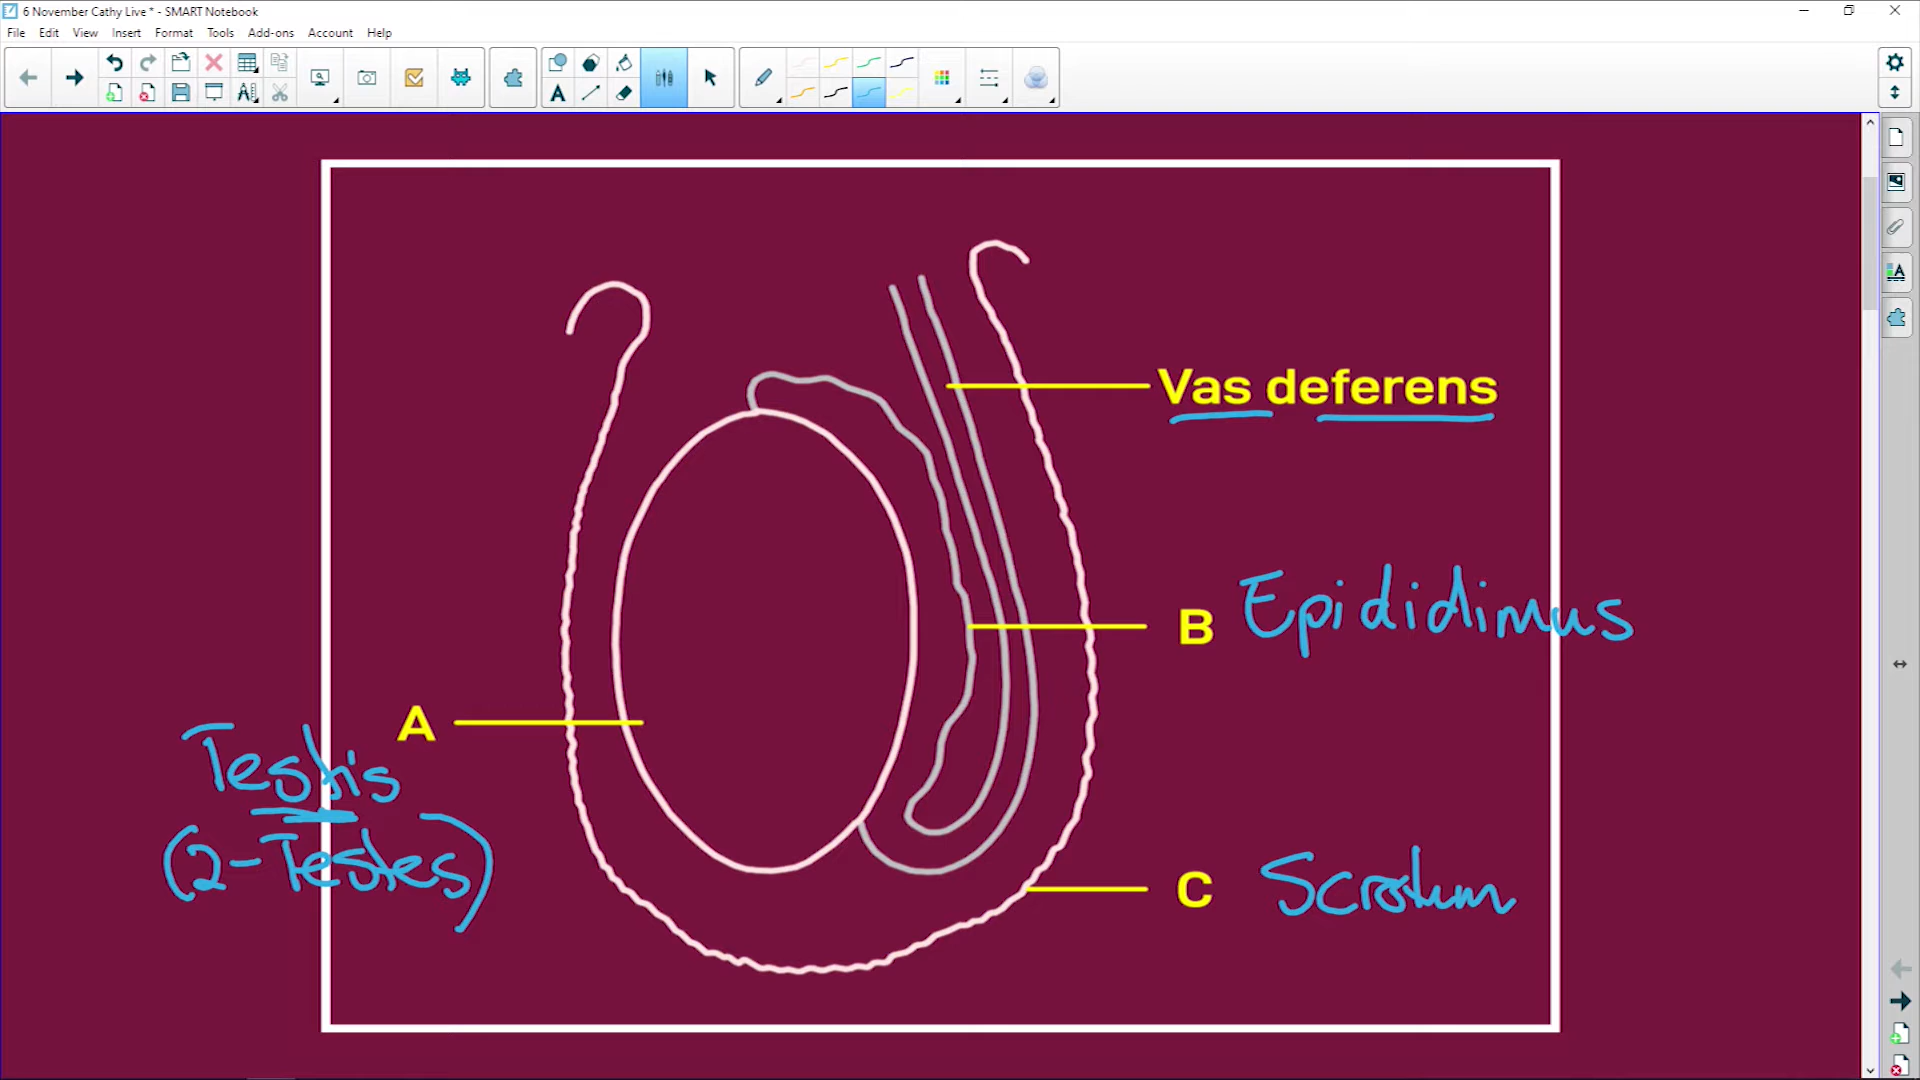 6 November Cathy Live * - SMART Notebook
File Edit View Insert Format Tools Add-ons Account Help
Vas deferens
B Epididimus
A
Testis
(2-Testes)
C Scrotum